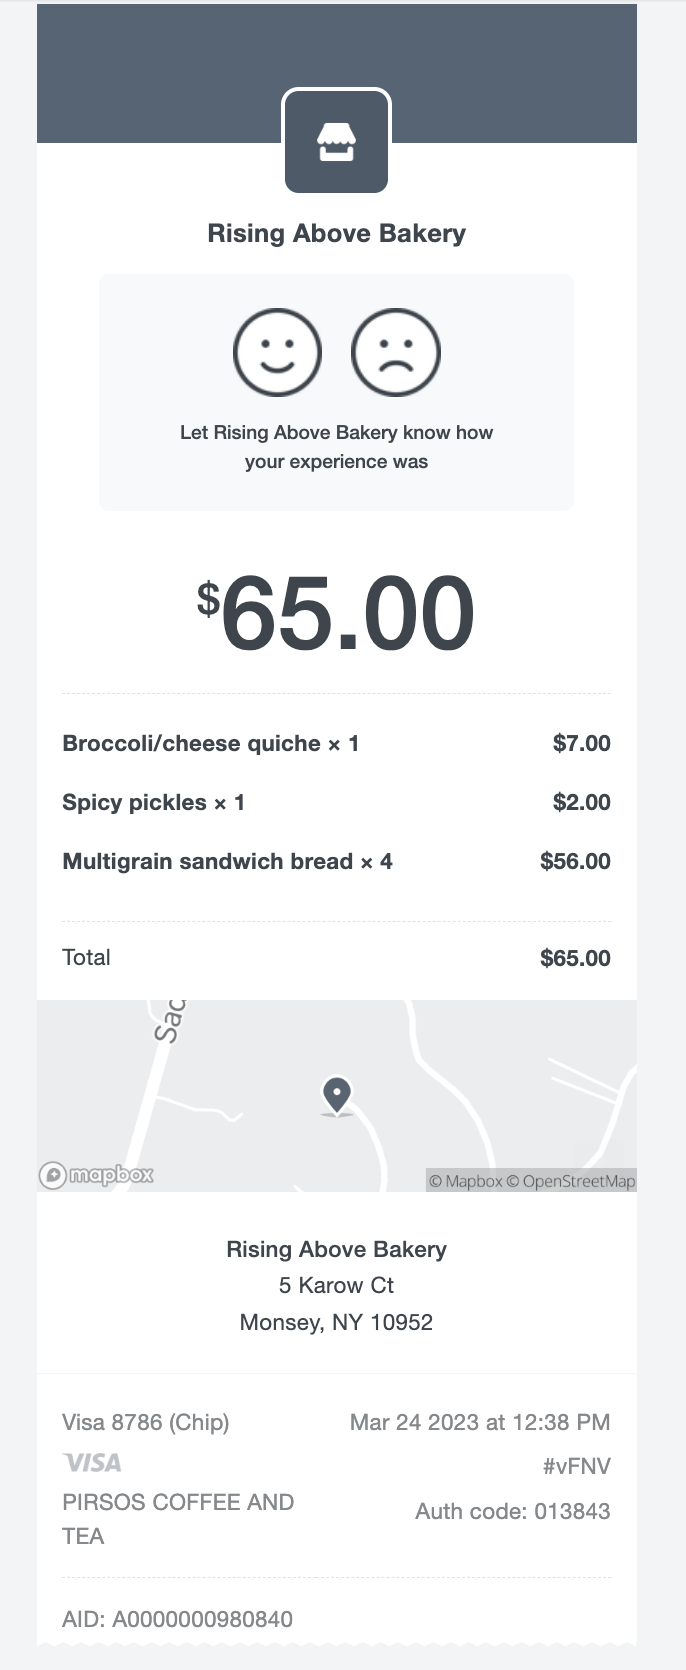 Rising Above Bakery
Let Rising Above Bakery know how
your experience was
$65.00
Broccoli/cheese quiche × 1 $7.00
Spicy pickles × 1 $2.00
Multigrain sandwich bread × 4 $56.00
Total $65.00
Sad
mapbox
© Mapbox © OpenStreetMap
Rising Above Bakery
5 Karow Ct
Monsey, NY 10952
Visa 8786 (Chip) Mar 24 2023 at 12:38 PM
VISA #vFNV
PIRSOS COFFEE AND Auth code: 013843
TEA
AID: A0000000980840